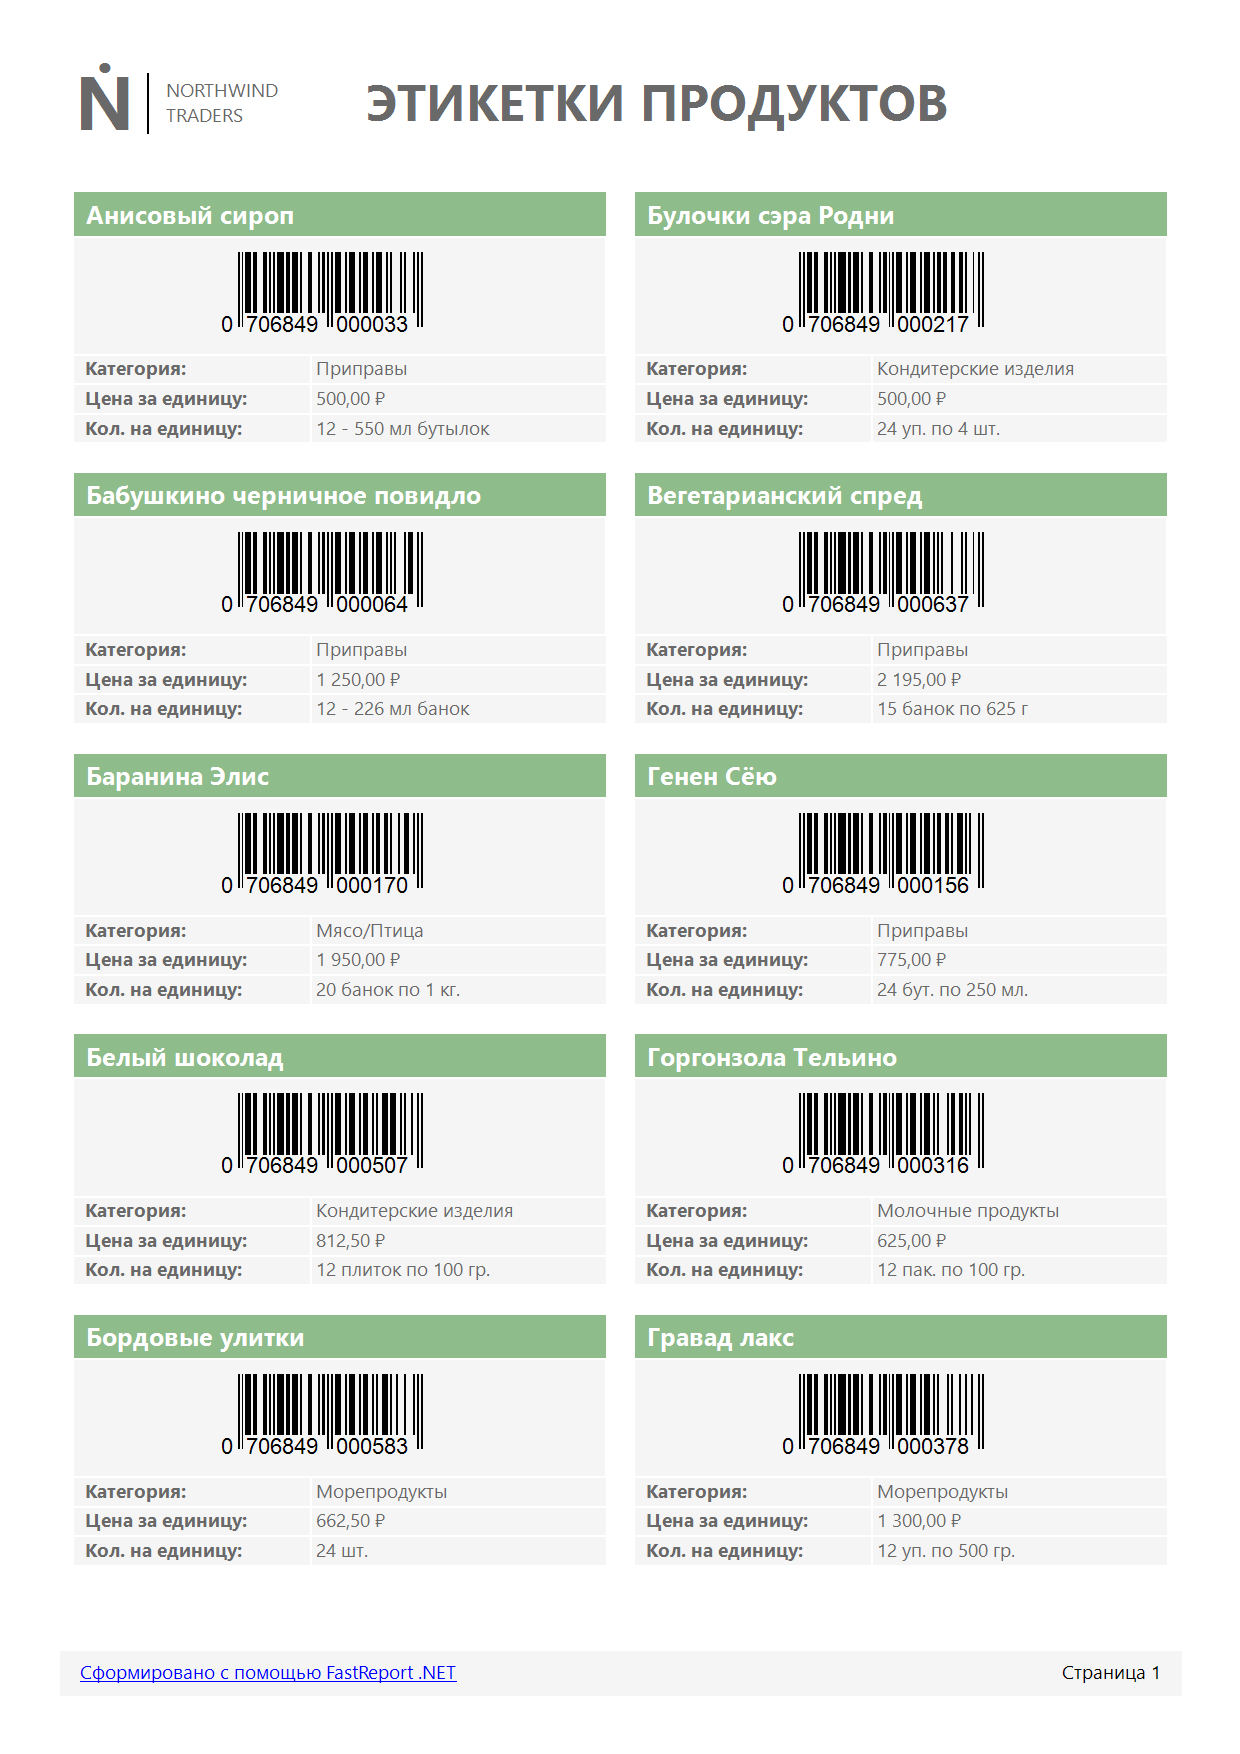 NORTHWIND
TRADERS
ЭТИКЕТКИ ПРОДУКТОВ
Анисовый сироп
0 706849 000033
Категория: Приправы
Цена за единицу: 500,00 ₽
Кол. на единицу: 12 - 550 мл бутылок
Булочки сэра Родни
0 706849 000217
Категория: Кондитерские изделия
Цена за единицу: 500,00 ₽
Кол. на единицу: 24 уп. по 4 шт.
Бабушкино черничное повидло
0 706849 000064
Категория: Приправы
Цена за единицу: 1 250,00 ₽
Кол. на единицу: 12 - 226 мл банок
Вегетарианский спред
0 706849 000637
Категория: Приправы
Цена за единицу: 2 195,00 ₽
Кол. на единицу: 15 банок по 625 г
Баранина Элис
0 706849 000170
Категория: Мясо/Птица
Цена за единицу: 1 950,00 ₽
Кол. на единицу: 20 банок по 1 кг.
Генен Сёю
0 706849 000156
Категория: Приправы
Цена за единицу: 775,00 ₽
Кол. на единицу: 24 бут. по 250 мл.
Белый шоколад
0 706849 000507
Категория: Кондитерские изделия
Цена за единицу: 812,50 ₽
Кол. на единицу: 12 плиток по 100 гр.
Горгонзола Тельино
0 706849 000316
Категория: Молочные продукты
Цена за единицу: 625,00 ₽
Кол. на единицу: 12 пак. по 100 гр.
Бордовые улитки
0 706849 000583
Категория: Морепродукты
Цена за единицу: 662,50 ₽
Кол. на единицу: 24 шт.
Гравад лакс
0 706849 000378
Категория: Морепродукты
Цена за единицу: 1 300,00 ₽
Кол. на единицу: 12 уп. по 500 гр.
Сформировано с помощью FastReport .NET
Страница 1